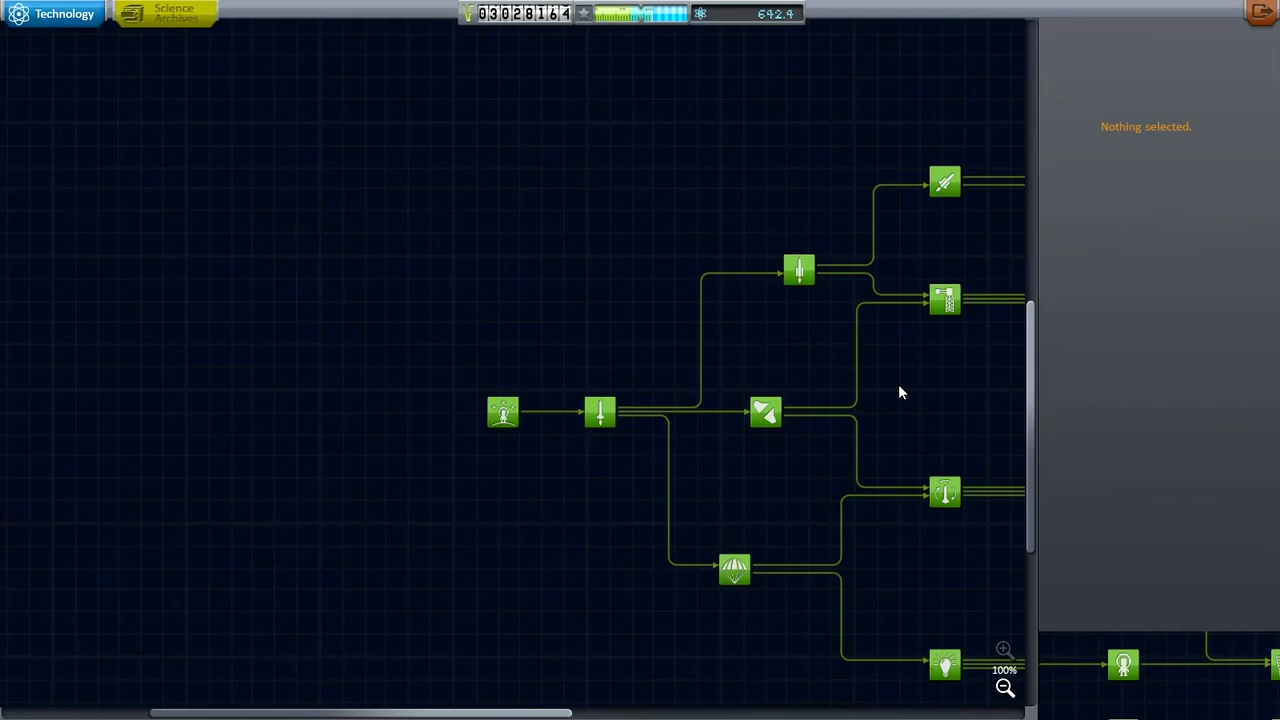 Technology
Science
Archives
03028164
642.4
Nothing selected.
100%